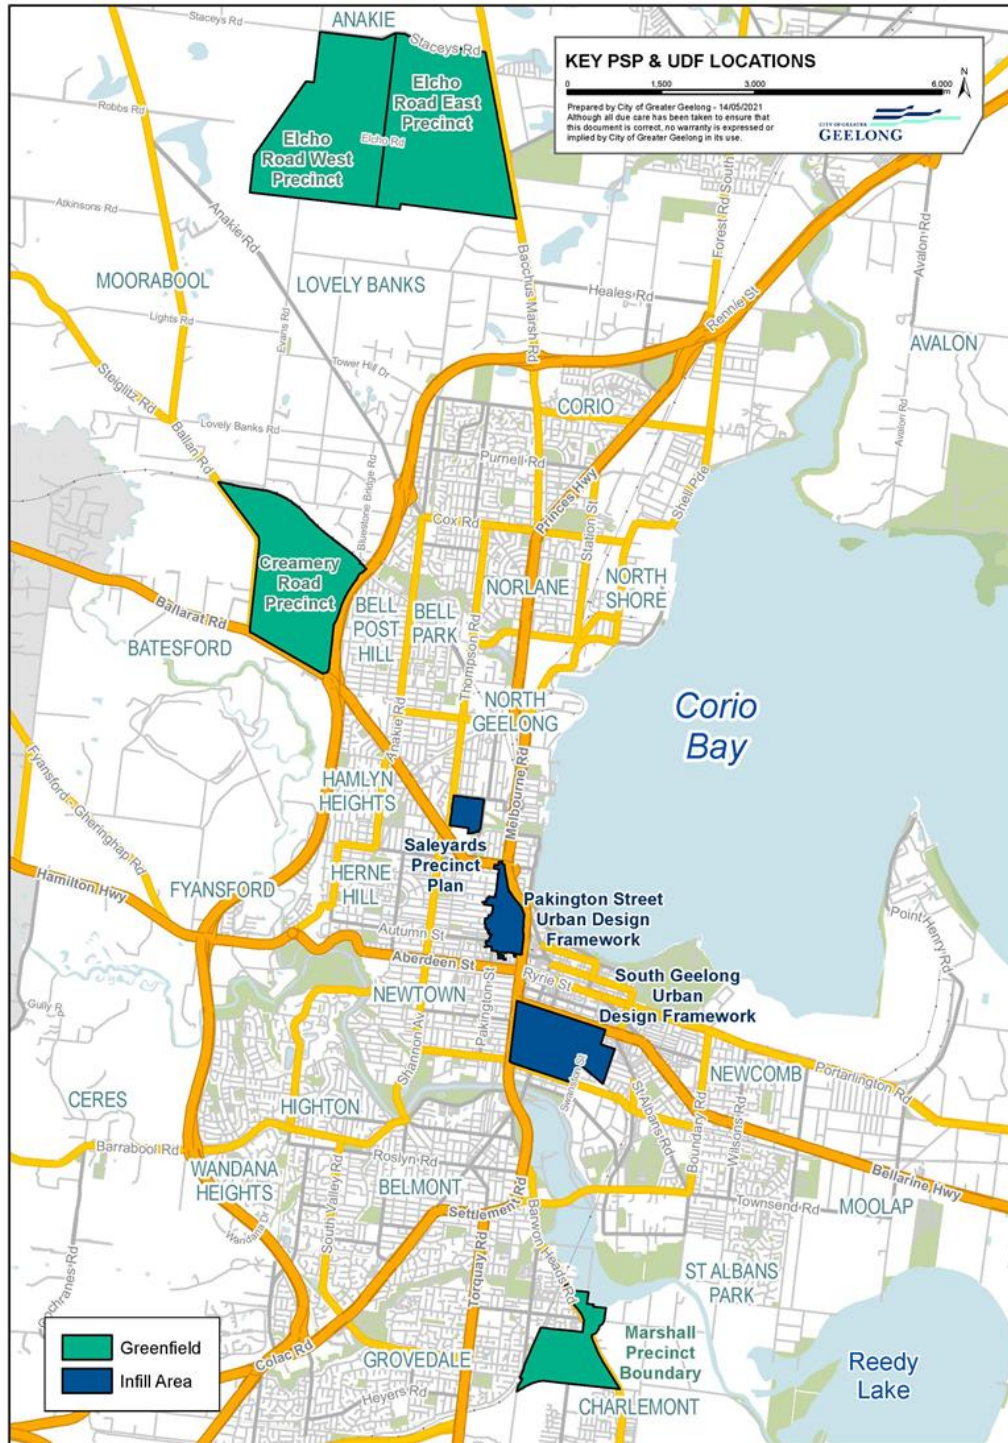 ANAKIE
Staceys Rd
Staceys Rd
KEY PSP & UDF LOCATIONS
0 1,500 3,000 6,000
m
N
Prepared by City of Greater Geelong - 14/05/2021
Although all due care has been taken to ensure that
this document is correct, no warranty is expressed or
implied by City of Greater Geelong in its use.
CITY OF GREATER
GEELONG
Elcho
Road East
Precinct
Elcho Rd
Elcho
Road West
Precinct
Robbs Rd
Atkinsons Rd
Anakie Rd
Forest Rd South
Avalon Rd
MOORABOOL
LOVELY BANKS
Bacchus Marsh Rd
Heales Rd
Rennie St
Lights Rd
Evans Rd
AVALON
Tower Hill Dr
Steiglitz Rd
CORIO
Avalon Rd
Lovely Banks Rd
Ballan Rd
Purnell Rd
Bluestone Bridge Rd
Princes Hwy
Shell Pde
Cox Rd
Station St
Creamery
Road
Precinct
NORLANE
NORTH
SHORE
BELL
POST
HILL
BELL
PARK
Ballarat Rd
BATESFORD
Thompson Rd
NORTH
GEELONG
Corio
Bay
Anakie Rd
Melbourne Rd
Fyansford - Gheringhap Rd
HAMLYN
HEIGHTS
Saleyards
Precinct
Plan
HERNE
HILL
Hamilton Hwy
FYANSFORD
Pakington Street
Urban Design
Framework
Autumn St
Aberdeen St
Point Henry Rd
Ryrie St
South Geelong
Urban
Design Framework
NEWTOWN
Pakington St
Gully R
Shannon Av
Swanston St
St Albans Rd
NEWCOMB
Portarlington Rd
CERES
HIGHTON
Boundary Rd
Wilsons Rd
Barrabool Rd
Roslyn Rd
WANDANA
HEIGHTS
South Valley Rd
BELMONT
Settlement Rd
Bellarine Hwy
Townsend Rd
MOOLAP
Wandana Dr
Barwon Heads Rd
Torquay Rd
Cochranes Rd
ST ALBANS
PARK
Marshall
Precinct
Boundary
Greenfield
Infill Area
Colac Rd
GROVEDALE
Heyers Rd
CHARLEMONT
Reedy
Lake